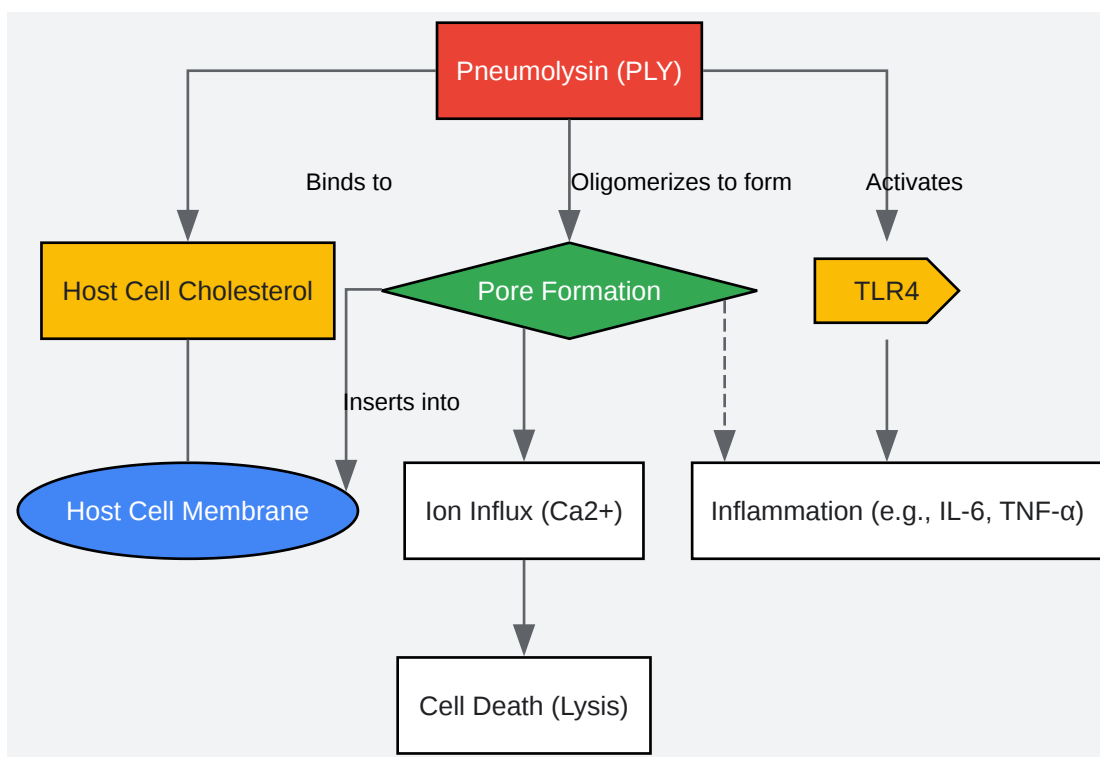 Pneumolysin (PLY)
Binds to
Oligomerizes to form
Activates
Host Cell Cholesterol
Pore Formation
TLR4
Inserts into
Host Cell Membrane
Ion Influx (Ca2+)
Inflammation (e.g., IL-6, TNF-α)
Cell Death (Lysis)